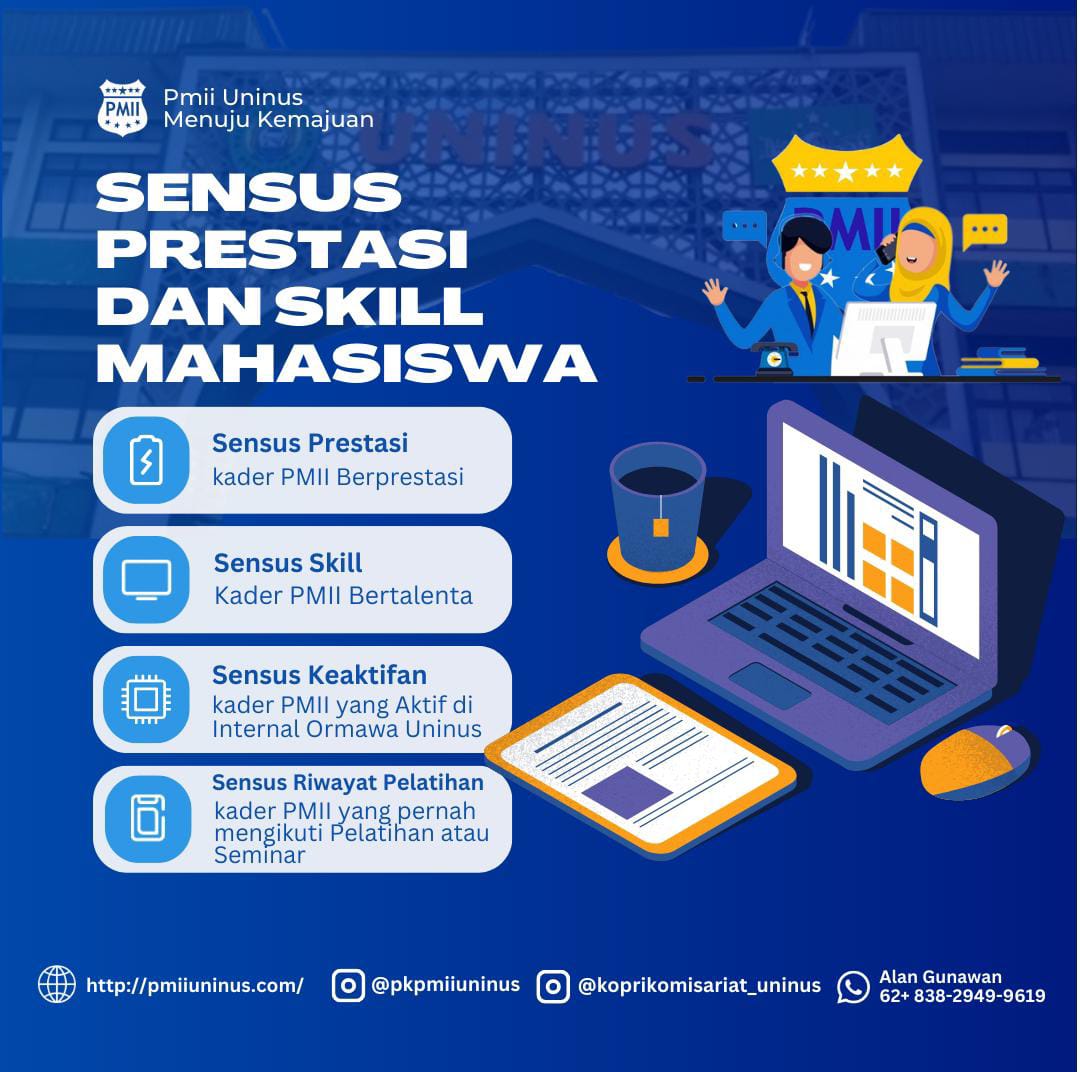 PMII
Pmii Uninus
Menuju Kemajuan
UNINUS
SENSUS
PRESTASI
DAN SKILL
MAHASISWA
PMII
Sensus Prestasi
kader PMII Berprestasi
Sensus Skill
Kader PMII Bertalenta
Sensus Keaktifan
kader PMII yang Aktif di
Internal Ormawa Uninus
Sensus Riwayat Pelatihan
kader PMII yang pernah
mengikuti Pelatihan atau
Seminar
http://pmiiuninus.com/
@pkpmiiuninus
@koprikomisariat_uninus
Alan Gunawan
62+ 838-2949-9619